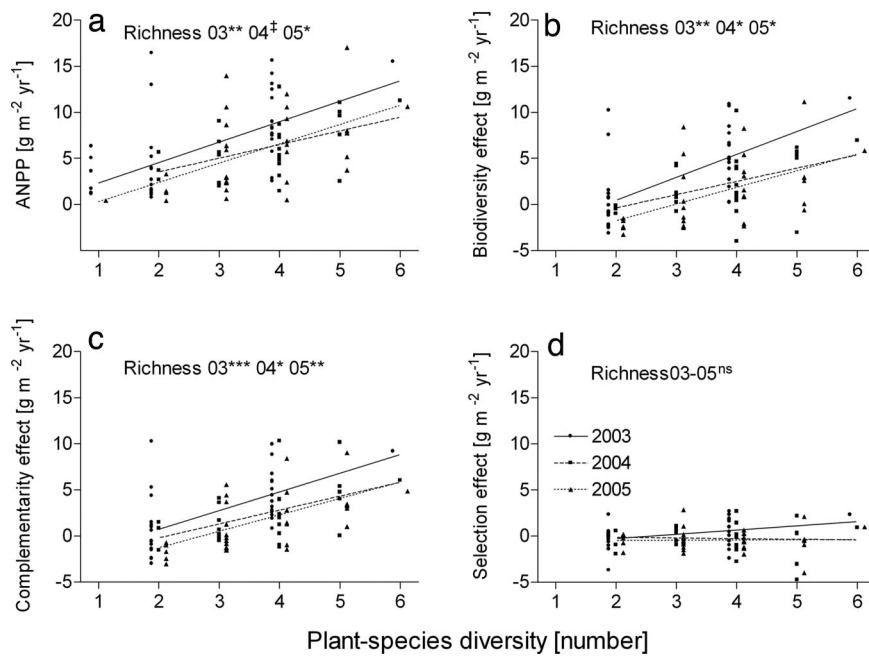 a
Richness 03** 04‡ 05*
ANPP [g m -2 yr-1]
20
15
10
5
0
1 2 3 4 5 6
b
Richness 03** 04* 05*
Biodiversity effect [g m -2 yr-1]
20
15
10
5
0
-5
1 2 3 4 5 6
c
Richness 03*** 04* 05**
Complementarity effect [g m -2 yr-1]
20
15
10
5
0
-5
1 2 3 4 5 6
d
Richness03-05ns
Selection effect [g m -2 yr-1]
20
15
10
5
0
-5
2003
2004
2005
1 2 3 4 5 6
Plant-species diversity [number]